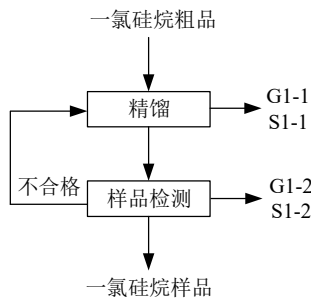 一氯硅烷粗品
精馏
G1-1
S1-1
不合格
样品检测
G1-2
S1-2
一氯硅烷样品